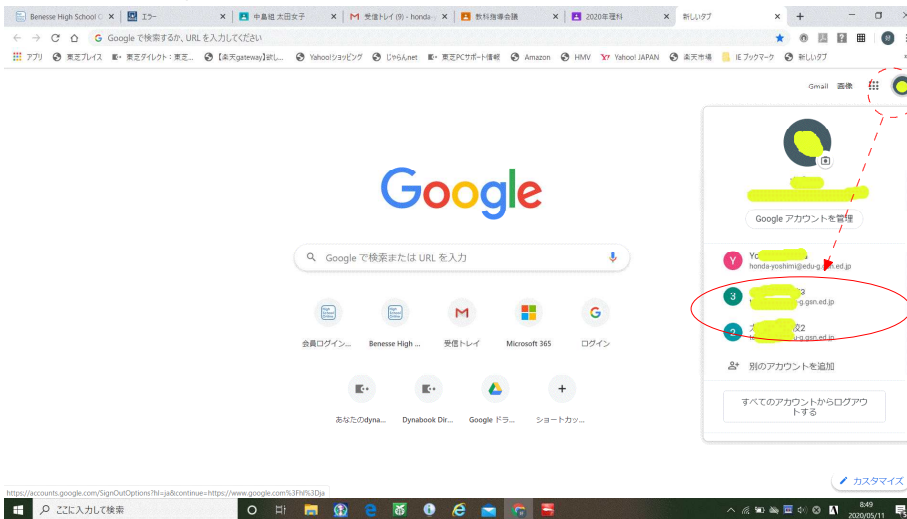 Benesse High School O
エラー
中島組 太田女子
受信トレイ (9) - honda-yoshi
教科指導会議
2020年理科
新しいタブ
Google で検索するか、URL を入力してください
アプリ
東芝プレイス
東芝ダイレクト：東芝...
【楽天gateway】欲し...
Yahoo!ショッピング
じゃらんnet
東芝PCサポート情報
Amazon
HMV
Yahoo! JAPAN
楽天市場
IE ブックマーク
新しいタブ
Gmail 画像
Google
Google アカウントを管理
Google で検索または URL を入力
Y
honda-yoshimi@edu-g.gsn.ed.jp
3
-g.gsn.ed.jp
2
校2
-g.gsn.ed.jp
別のアカウントを追加
すべてのアカウントからログアウ
トする
会員ログイン...
Benesse High ...
受信トレイ
Microsoft 365
ログイン
あなたのdyna...
Dynabook Dir...
Google ドラ...
ショートカッ...
カスタマイズ
https://accounts.google.com/SignOutOptions?hl=ja&continue=https://www.google.com%3Fhl%3Dja
ここに入力して検索
8:49
2020/05/11